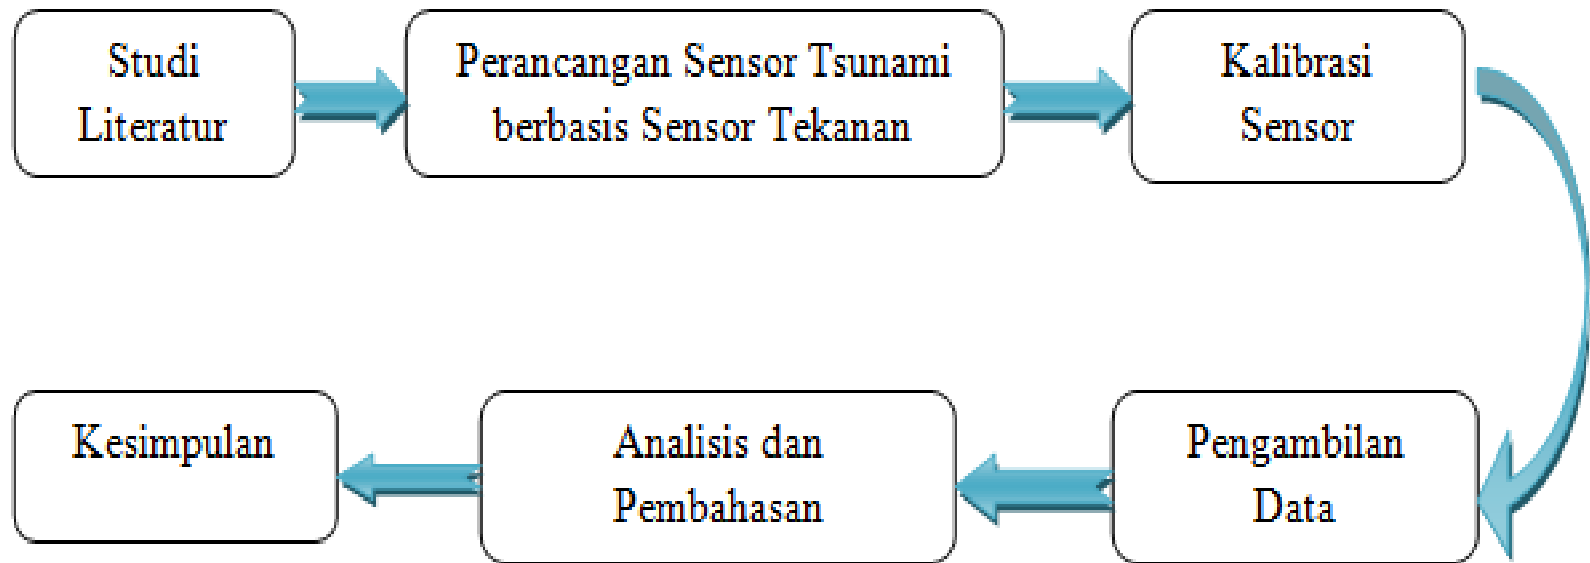 Studi
Literatur
Perancangan Sensor Tsunami
berbasis Sensor Tekanan
Kalibrasi
Sensor
Pengambilan
Data
Analisis dan
Pembahasan
Kesimpulan